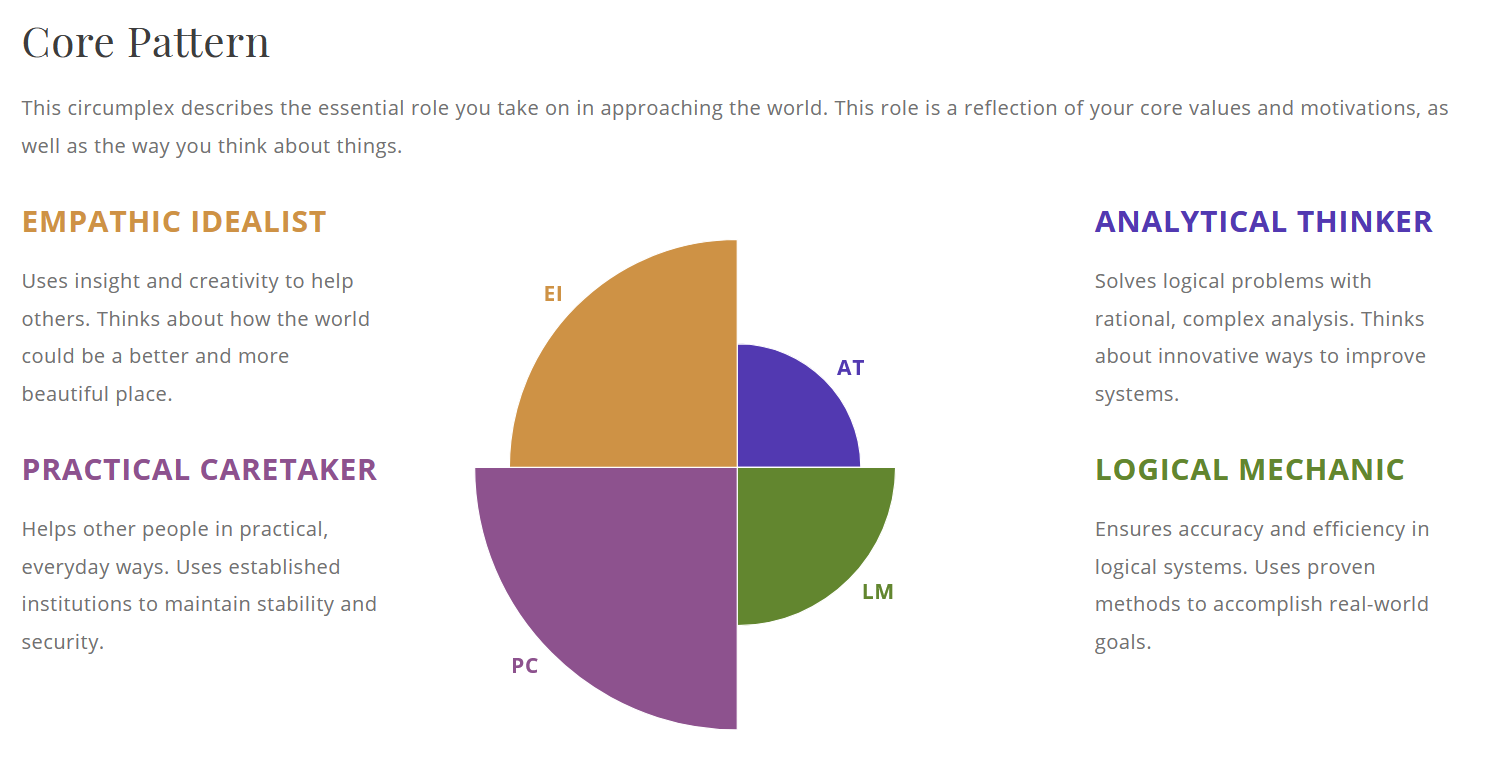 Core Pattern
This circumplex describes the essential role you take on in approaching the world. This role is a reflection of your core values and motivations, as
well as the way you think about things.
EMPATHIC IDEALIST
Uses insight and creativity to help
others. Thinks about how the world
could be a better and more
beautiful place.
PRACTICAL CARETAKER
Helps other people in practical,
everyday ways. Uses established
institutions to maintain stability and
security.
EI
AT
LM
PC
ANALYTICAL THINKER
Solves logical problems with
rational, complex analysis. Thinks
about innovative ways to improve
systems.
LOGICAL MECHANIC
Ensures accuracy and efficiency in
logical systems. Uses proven
methods to accomplish real-world
goals.